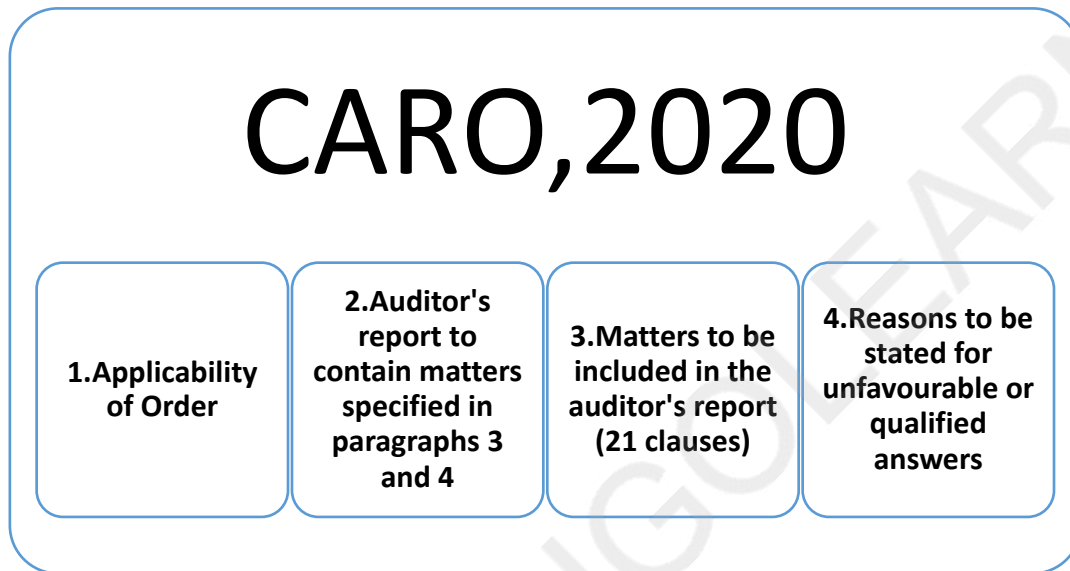 CARO,2020
1.Applicability
of Order
2.Auditor's
report to
contain matters
specified in
paragraphs 3
and 4
3.Matters to be
included in the
auditor's report
(21 clauses)
4.Reasons to be
stated for
unfavourable or
qualified
answers